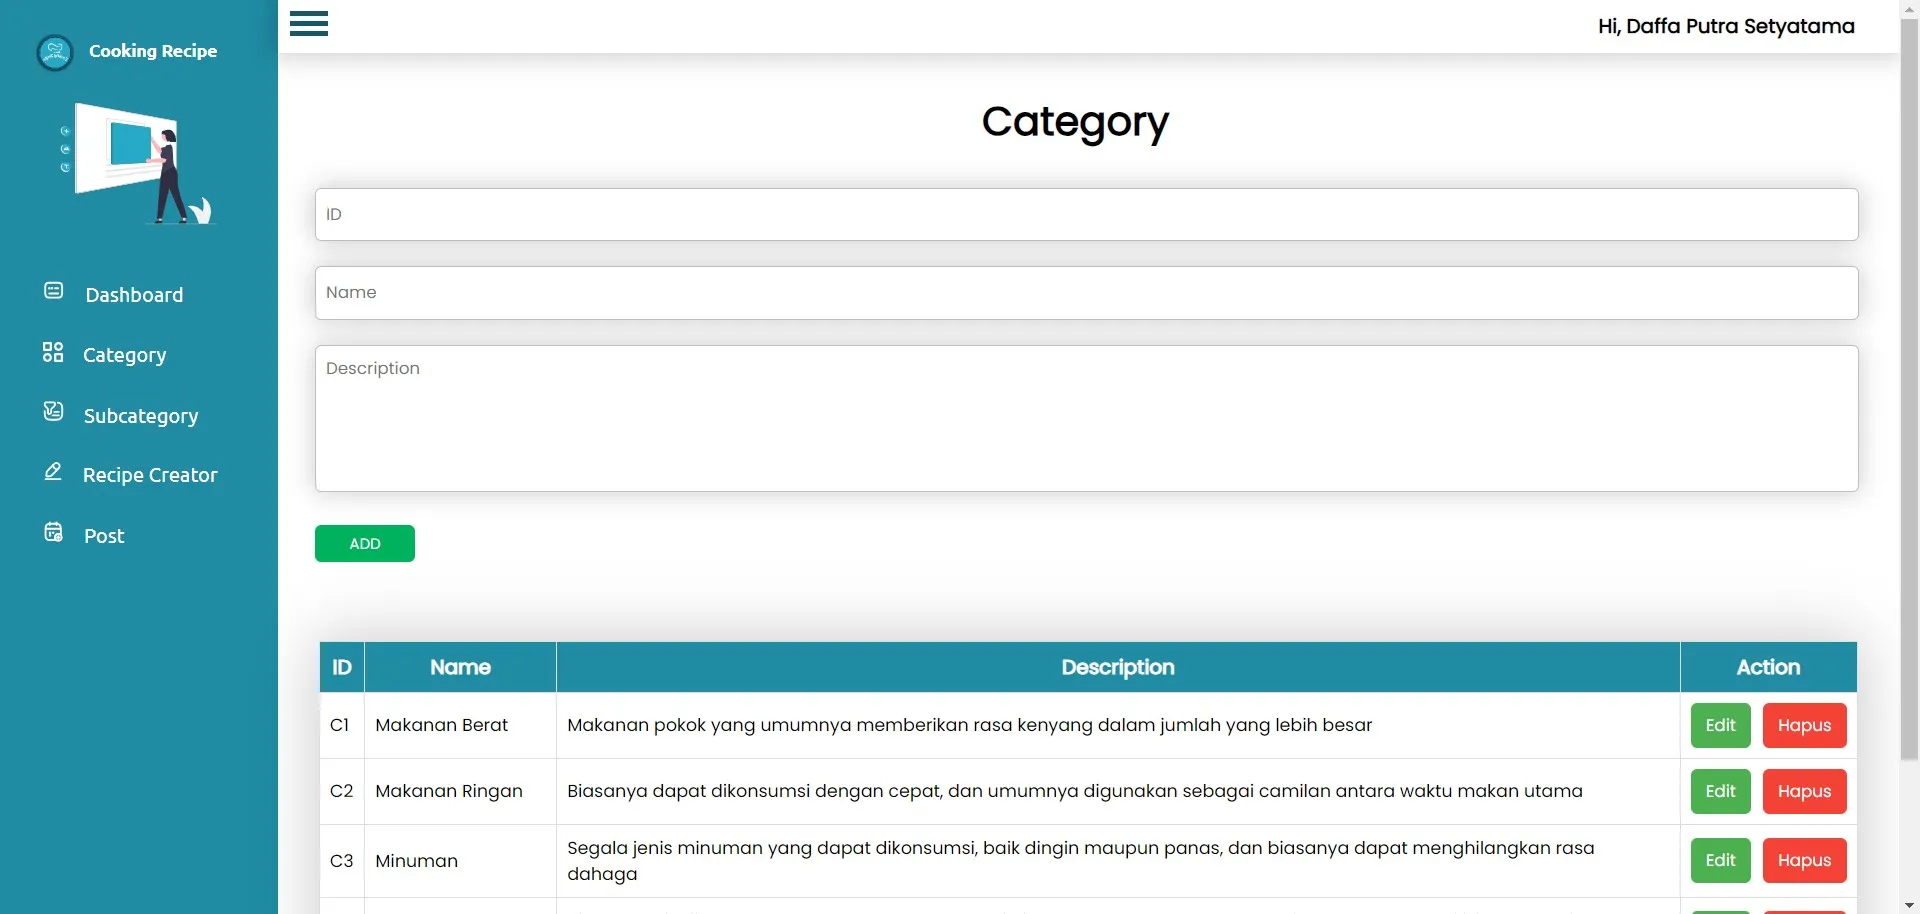 Cooking Recipe
Hi, Daffa Putra Setyatama
Dashboard
Category
Subcategory
Recipe Creator
Post
Category
ID
Name
Description
ADD
ID Name Description Action
C1 Makanan Berat Makanan pokok yang umumnya memberikan rasa kenyang dalam jumlah yang lebih besar Edit Hapus
C2 Makanan Ringan Biasanya dapat dikonsumsi dengan cepat, dan umumnya digunakan sebagai camilan antara waktu makan utama Edit Hapus
C3 Minuman Segala jenis minuman yang dapat dikonsumsi, baik dingin maupun panas, dan biasanya dapat menghilangkan rasa
dahaga Edit Hapus